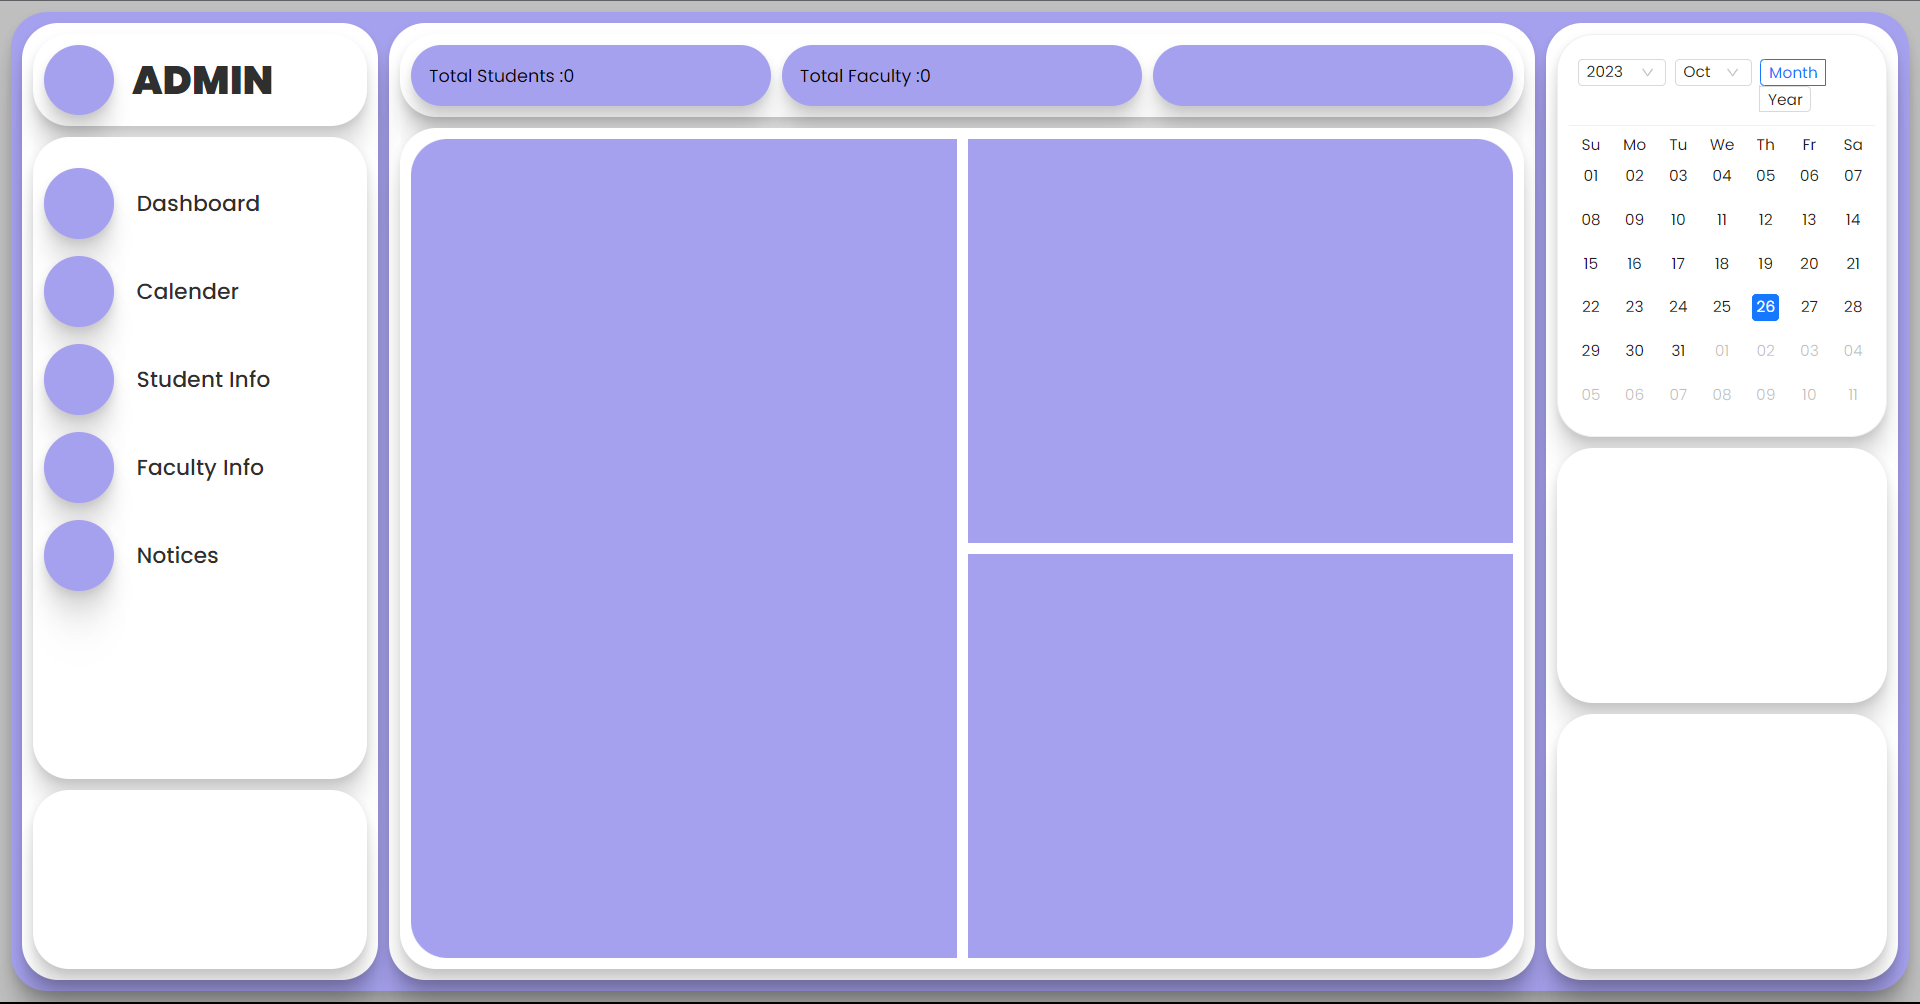 ADMIN
Dashboard
Calender
Student Info
Faculty Info
Notices
Total Students :0
Total Faculty :0
2023 Oct Month
Year
Su Mo Tu We Th Fr Sa
01 02 03 04 05 06 07
08 09 10 11 12 13 14
15 16 17 18 19 20 21
22 23 24 25 26 27 28
29 30 31 01 02 03 04
05 06 07 08 09 10 11